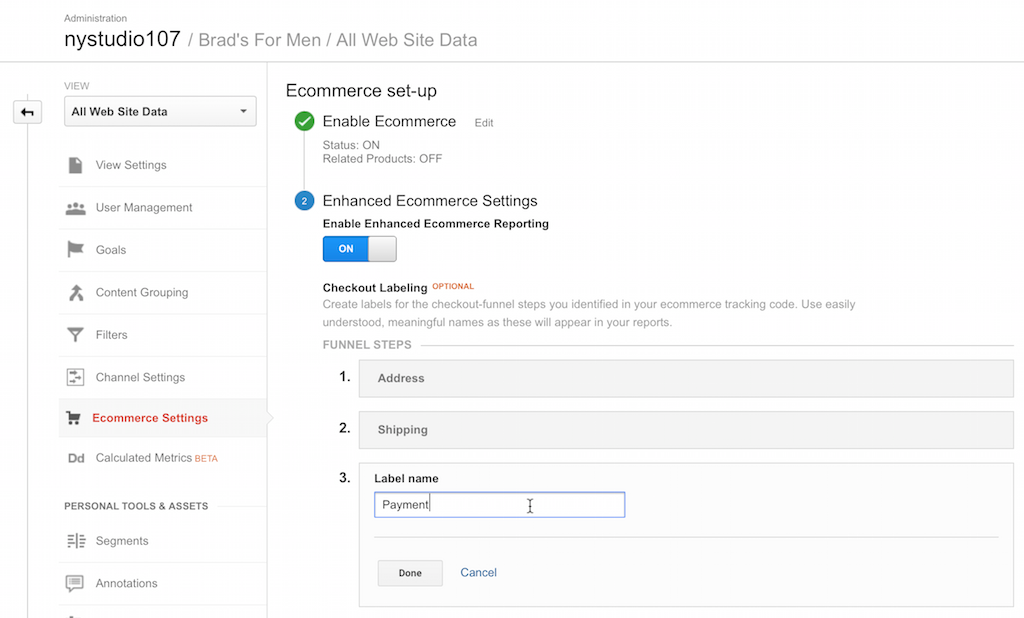 Administration
nystudio107 / Brad's For Men / All Web Site Data
VIEW
All Web Site Data
View Settings
User Management
Goals
Content Grouping
Filters
Channel Settings
Ecommerce Settings
Dd Calculated Metrics BETA
PERSONAL TOOLS & ASSETS
Segments
Annotations
Ecommerce set-up
Enable Ecommerce Edit
Status: ON
Related Products: OFF
2 Enhanced Ecommerce Settings
Enable Enhanced Ecommerce Reporting
ON
Checkout Labeling OPTIONAL
Create labels for the checkout-funnel steps you identified in your ecommerce tracking code. Use easily
understood, meaningful names as these will appear in your reports.
FUNNEL STEPS
1. Address
2. Shipping
3. Label name
Payment
Done Cancel